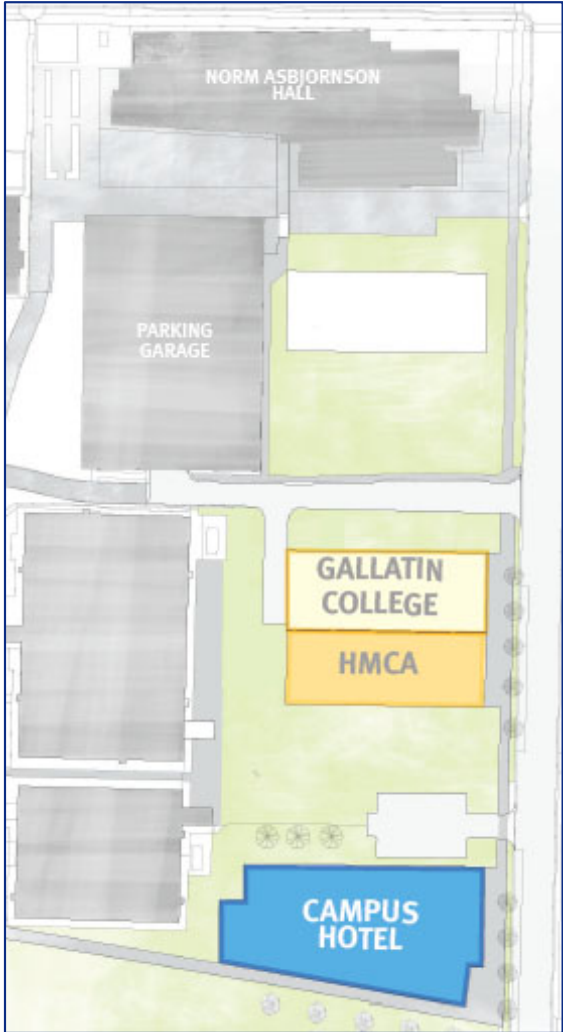 NORM ASBJORNSON
HALL
PARKING
GARAGE
GALLATIN
COLLEGE
HMCA
CAMPUS
HOTEL